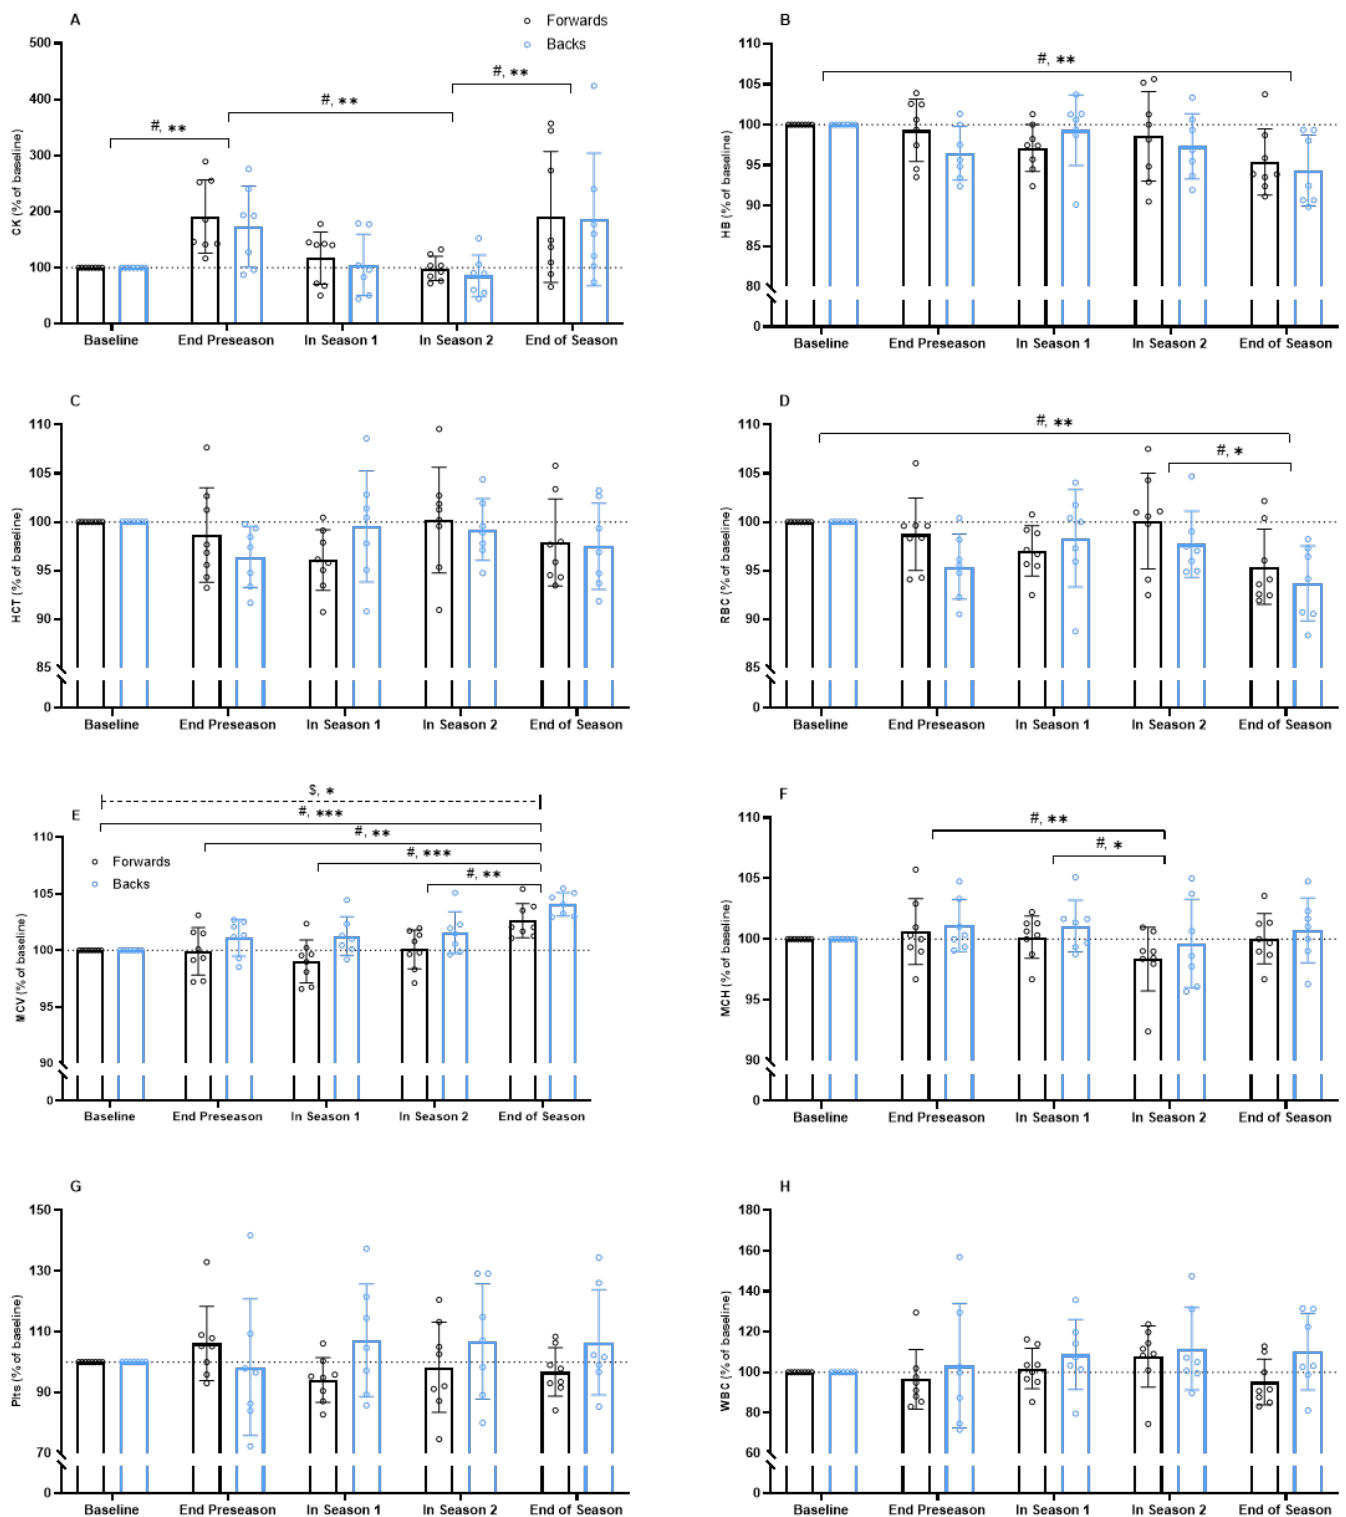 A
Forwards
Backs
500
400
300
200
100
0
CK (% of baseline)
#, **
#, **
#, **
Baseline End Preseason In Season 1 In Season 2 End of Season
B
110
105
100
95
90
85
80
0
HB (% of baseline)
#, **
Baseline End Preseason In Season 1 In Season 2 End of Season
C
110
105
100
95
90
85
0
HCT (% of baseline)
Baseline End Preseason In Season 1 In Season 2 End of Season
D
110
105
100
95
90
85
0
RBC (% of baseline)
#, **
#, *
Baseline End Preseason In Season 1 In Season 2 End of Season
E
$, *
#, ***
#, **
#, ***
#, **
Forwards
Backs
110
105
100
95
90
0
MCV (% of baseline)
Baseline End Preseason In Season 1 In Season 2 End of Season
F
110
105
100
95
90
0
MCH (% of baseline)
#, **
#, *
Baseline End Preseason In Season 1 In Season 2 End of Season
G
150
130
110
90
70
0
Plts (% of baseline)
Baseline End Preseason In Season 1 In Season 2 End of Season
H
180
160
140
120
100
80
60
0
WBC (% of baseline)
Baseline End Preseason In Season 1 In Season 2 End of Season